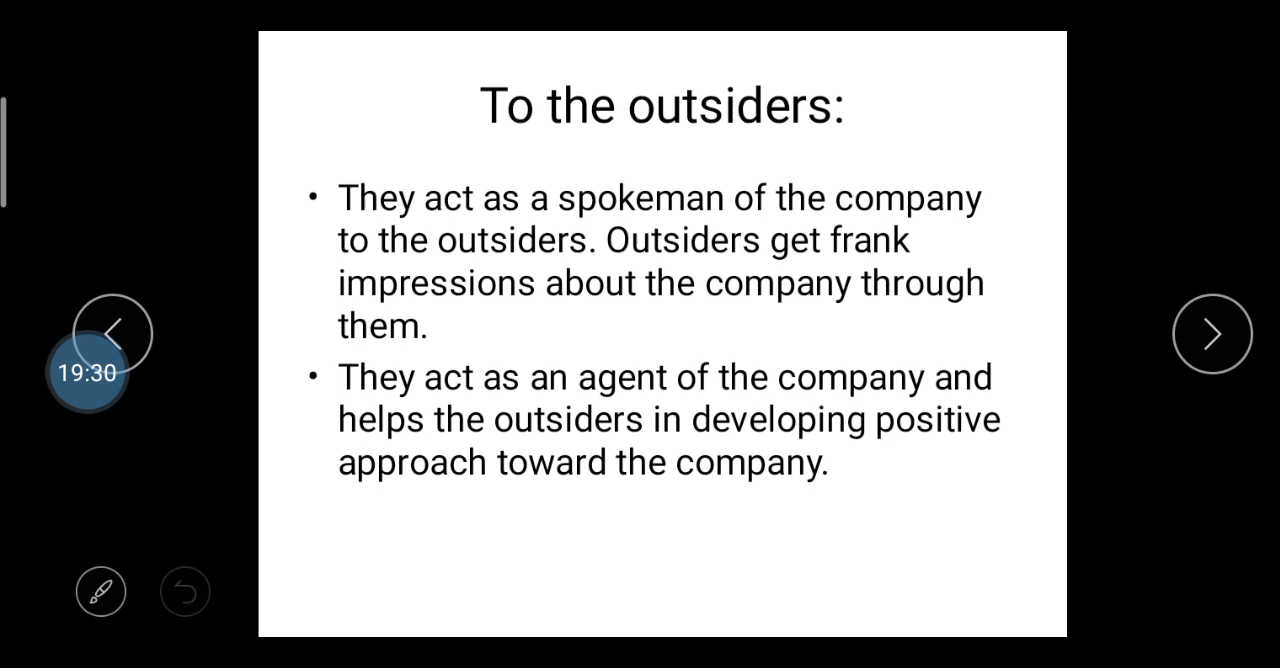 To the outsiders:
• They act as a spokeman of the company
to the outsiders. Outsiders get frank
impressions about the company through
them.
19:30
• They act as an agent of the company and
helps the outsiders in developing positive
approach toward the company.